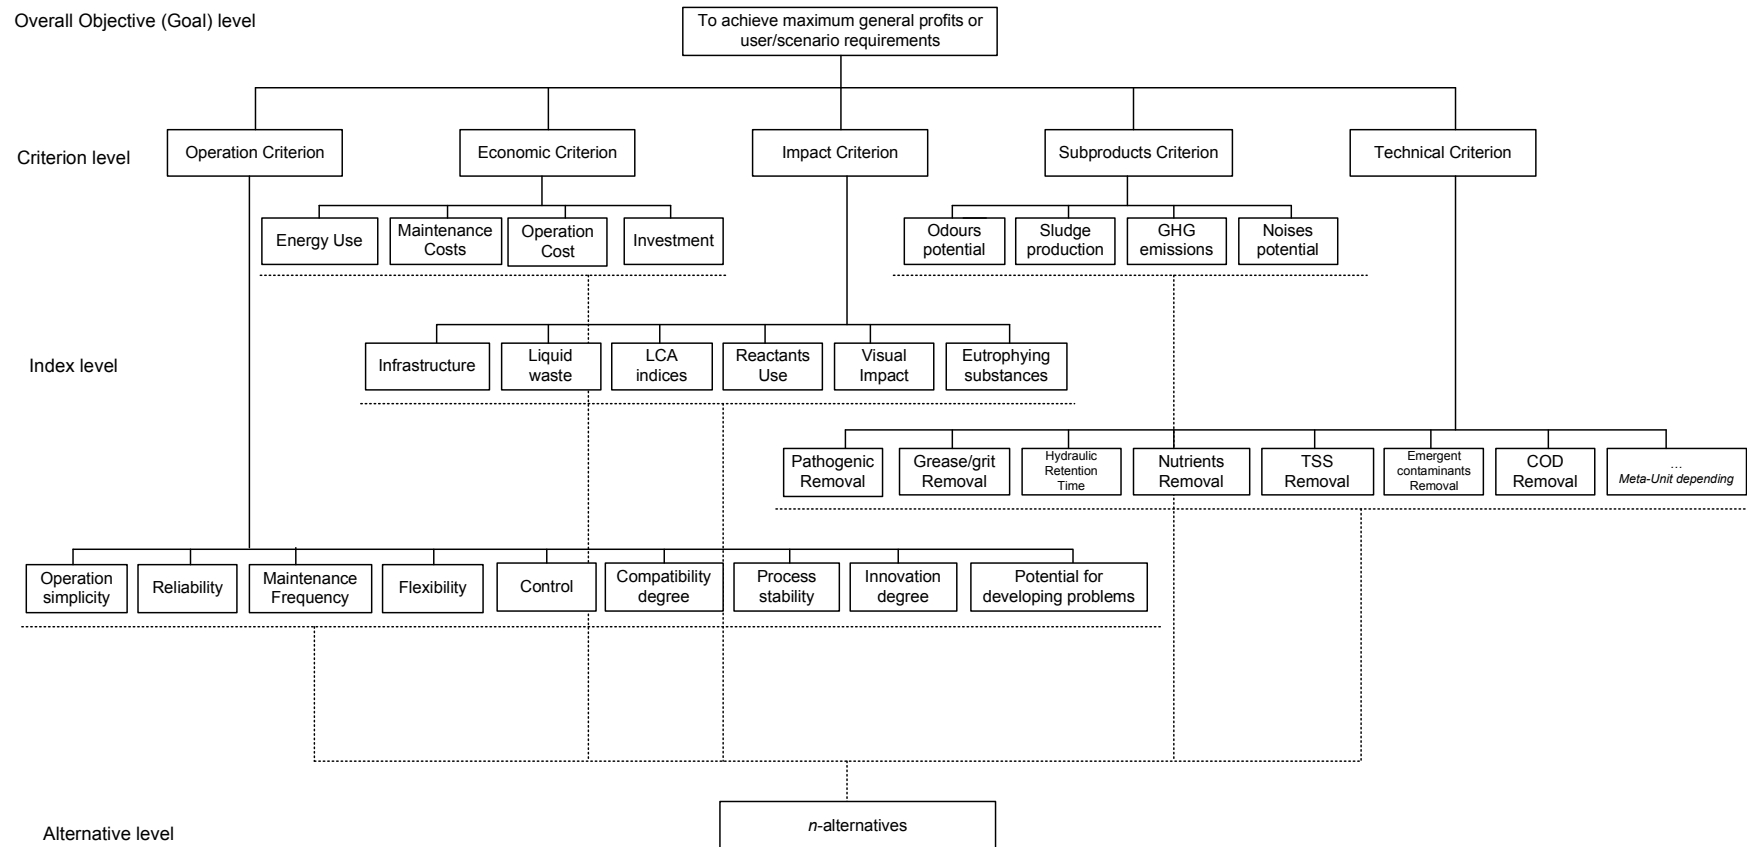 Overall Objective (Goal) level
To achieve maximum general profits or
user/scenario requirements
Criterion level
Operation Criterion
Economic Criterion
Impact Criterion
Subproducts Criterion
Technical Criterion
Energy Use
Maintenance
Costs
Operation
Cost
Investment
Odours
potential
Sludge
production
GHG
emissions
Noises
potential
Index level
Infrastructure
Liquid
waste
LCA
indices
Reactants
Use
Visual
Impact
Eutrophying
substances
Pathogenic
Removal
Grease/grit
Removal
Hydraulic
Retention
Time
Nutrients
Removal
TSS
Removal
Emergent
contaminants
Removal
COD
Removal
...
Meta-Unit depending
Operation
simplicity
Reliability
Maintenance
Frequency
Flexibility
Control
Compatibility
degree
Process
stability
Innovation
degree
Potential for
developing problems
Alternative level
n-alternatives